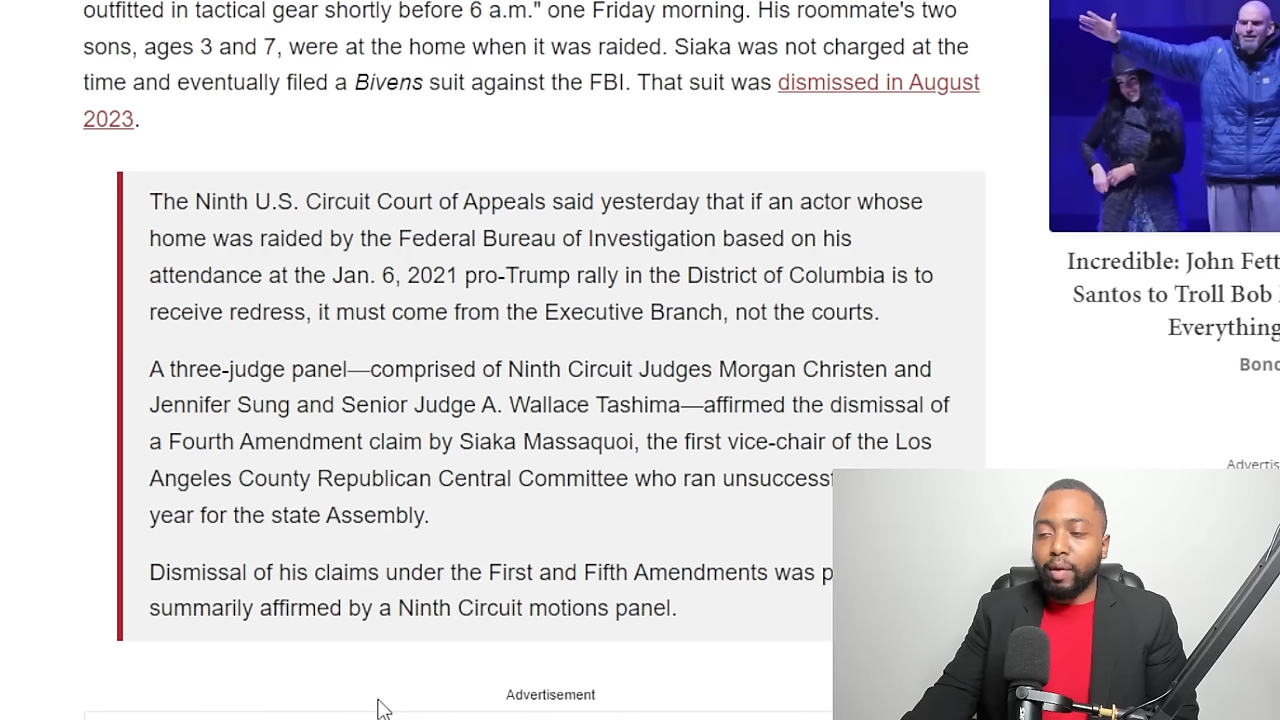 outfitted in tactical gear shortly before 6 a.m." one Friday morning. His roommate's two
sons, ages 3 and 7, were at the home when it was raided. Siaka was not charged at the
time and eventually filed a Bivens suit against the FBI. That suit was dismissed in August
2023.
The Ninth U.S. Circuit Court of Appeals said yesterday that if an actor whose
home was raided by the Federal Bureau of Investigation based on his
attendance at the Jan. 6, 2021 pro-Trump rally in the District of Columbia is to
receive redress, it must come from the Executive Branch, not the courts.
A three-judge panel—comprised of Ninth Circuit Judges Morgan Christen and
Jennifer Sung and Senior Judge A. Wallace Tashima—affirmed the dismissal of
a Fourth Amendment claim by Siaka Massaquoi, the first vice-chair of the Los
Angeles County Republican Central Committee who ran
year for the state Assembly.
Dismissal of his claims under the First and Fifth Amendments was
summarily affirmed by a Ninth Circuit motions panel.
Advertisement
Incredible: John
Santos to Troll Bob
Everything